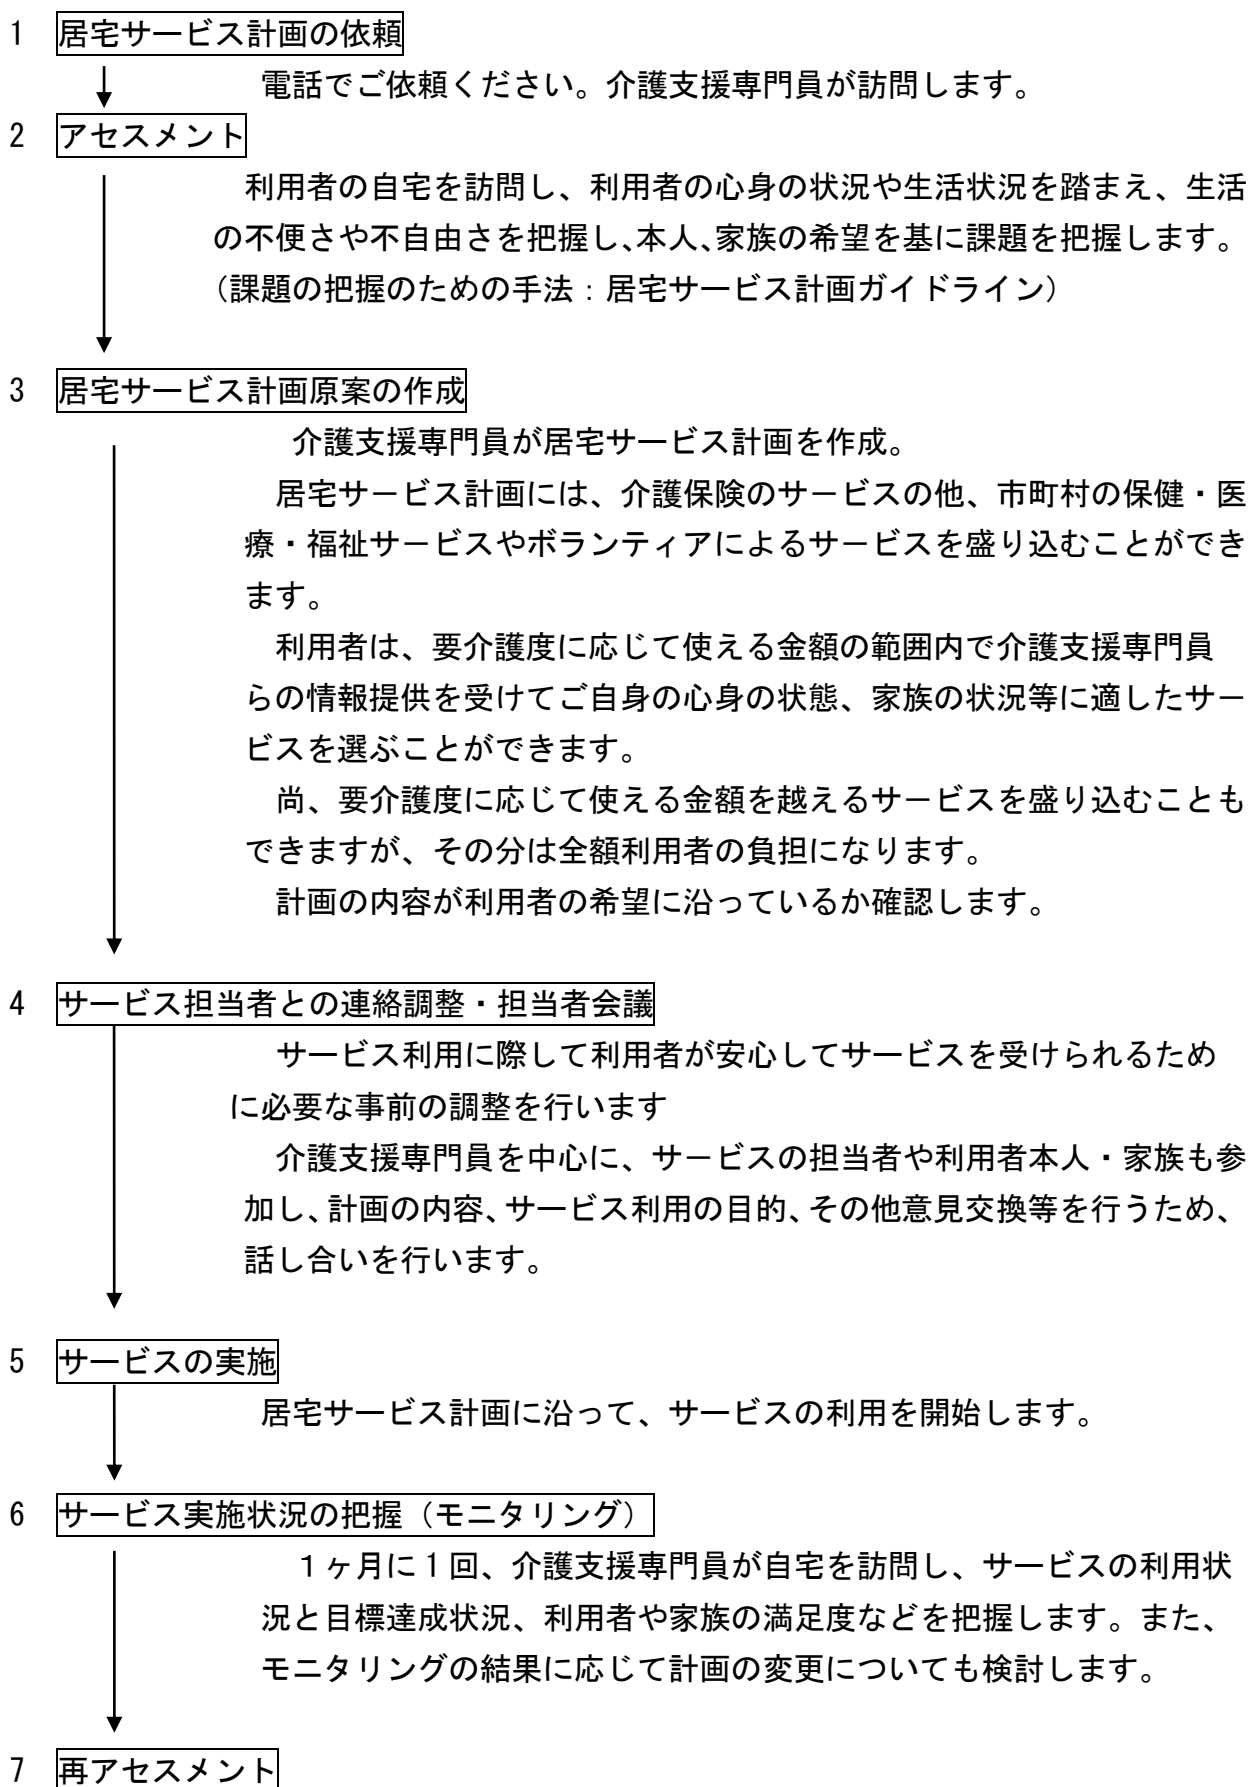 1 居宅サービス計画の依頼
電話でご依頼ください。介護支援専門員が訪問します。
2 アセスメント
利用者の自宅を訪問し、利用者の心身の状況や生活状況を踏まえ、生活
の不便さや不自由さを把握し、本人、家族の希望を基に課題を把握します。
（課題の把握のための手法：居宅サービス計画ガイドライン）
3 居宅サービス計画原案の作成
介護支援専門員が居宅サービス計画を作成。
居宅サービス計画には、介護保険のサービスの他、市町村の保健・医
療・福祉サービスやボランティアによるサービスを盛り込むことができ
ます。
利用者は、要介護度に応じて使える金額の範囲内で介護支援専門員
らの情報提供を受けてご自身の心身の状態、家族の状況等に適したサー
ビスを選ぶことができます。
尚、要介護度に応じて使える金額を越えるサービスを盛り込むことも
できますが、その分は全額利用者の負担になります。
計画の内容が利用者の希望に沿っているか確認します。
4 サービス担当者との連絡調整・担当者会議
サービス利用に際して利用者が安心してサービスを受けられるため
に必要な事前の調整を行います
介護支援専門員を中心に、サービスの担当者や利用者本人・家族も参
加し、計画の内容、サービス利用の目的、その他意見交換等を行うため、
話し合いを行います。
5 サービスの実施
居宅サービス計画に沿って、サービスの利用を開始します。
6 サービス実施状況の把握（モニタリング）
１ヶ月に１回、介護支援専門員が自宅を訪問し、サービスの利用状
況と目標達成状況、利用者や家族の満足度などを把握します。また、
モニタリングの結果に応じて計画の変更についても検討します。
7 再アセスメント